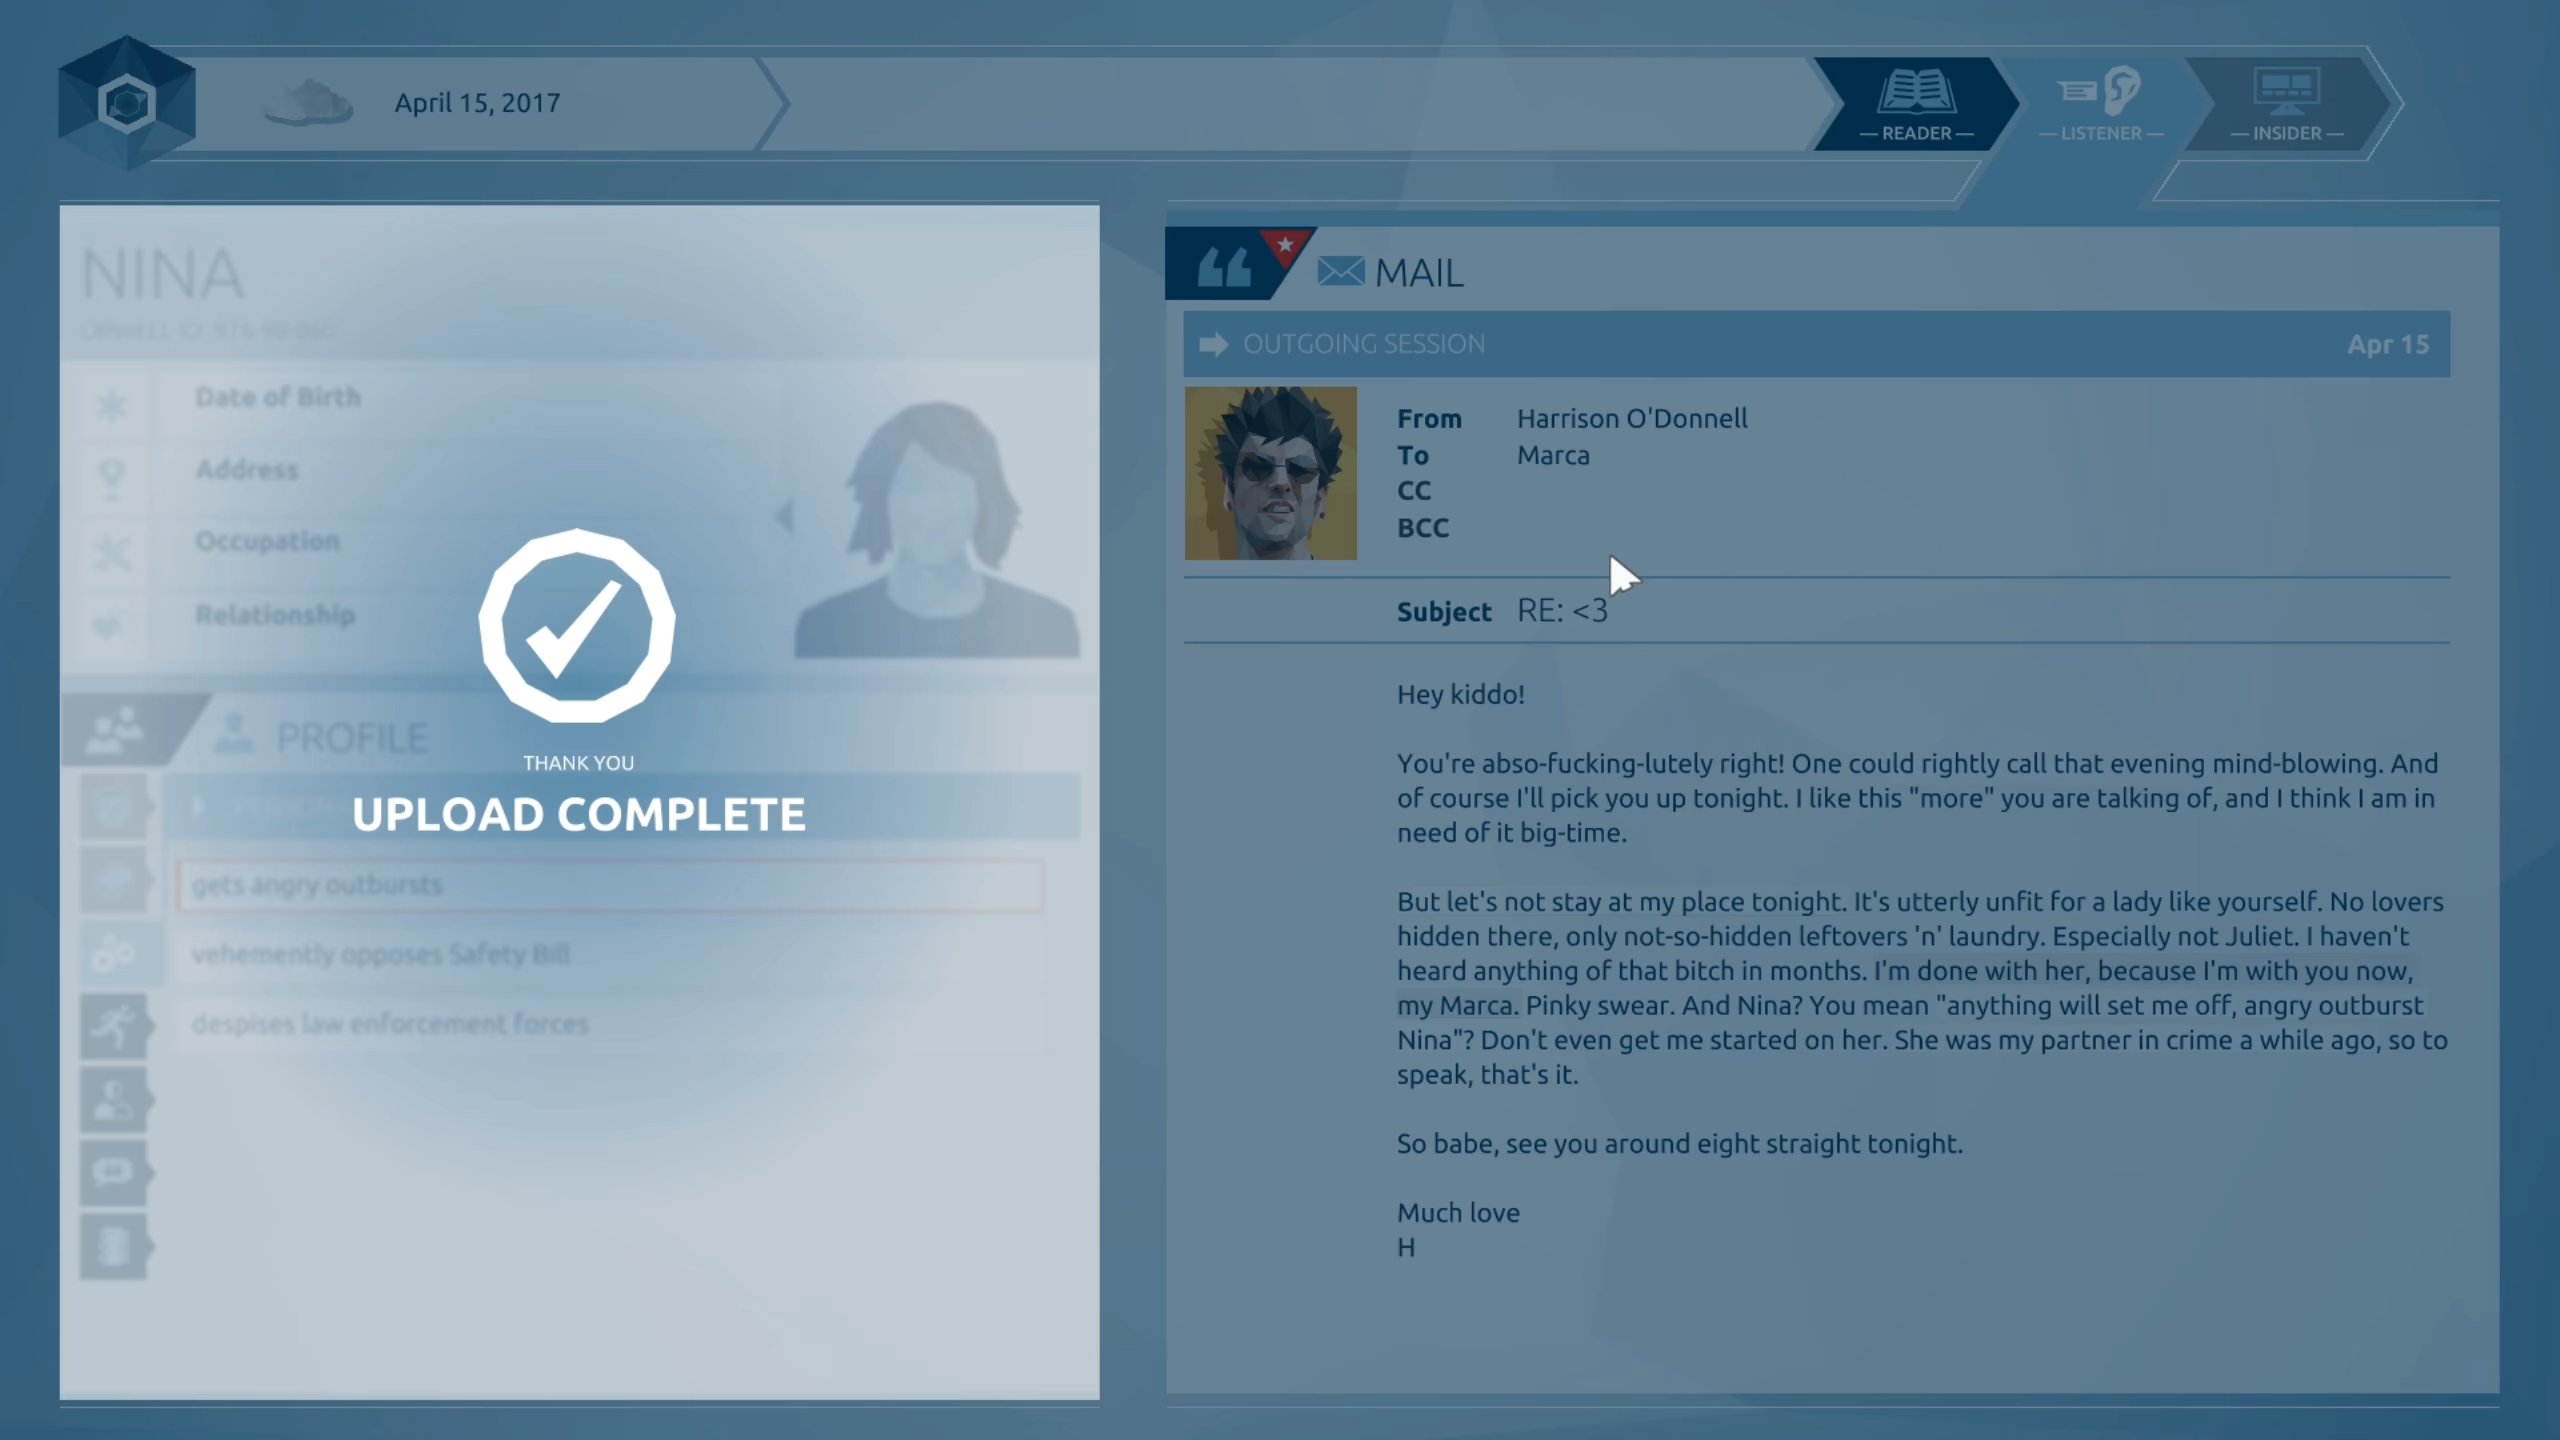 April 15, 2017
READER
LISTENER
INSIDER
NINA
ORWELL ID: 976-98-060
Date of Birth
Address
Occupation
Relationship
THANK YOU
UPLOAD COMPLETE
PROFILE
gets angry outbursts
vehemently opposes Safety Bill
despises law enforcement forces
MAIL
OUTGOING SESSION Apr 15
From Harrison O'Donnell
To Marca
CC
BCC
Subject RE: <3
Hey kiddo!
You're abso-fucking-lutely right! One could rightly call that evening mind-blowing. And
of course I'll pick you up tonight. I like this "more" you are talking of, and I think I am in
need of it big-time.
But let's not stay at my place tonight. It's utterly unfit for a lady like yourself. No lovers
hidden there, only not-so-hidden leftovers 'n' laundry. Especially not Juliet. I haven't
heard anything of that bitch in months. I'm done with her, because I'm with you now,
my Marca. Pinky swear. And Nina? You mean "anything will set me off, angry outburst
Nina"? Don't even get me started on her. She was my partner in crime a while ago, so to
speak, that's it.
So babe, see you around eight straight tonight.
Much love
H